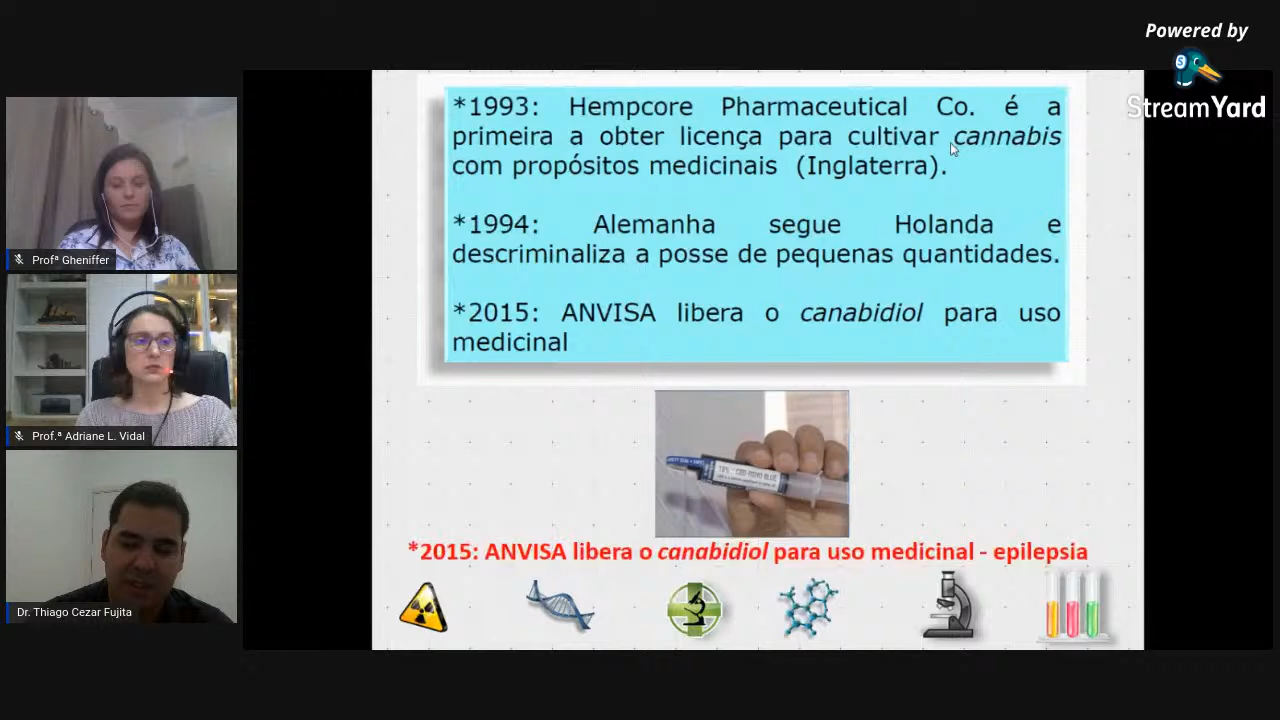 Powered by
StreamYard
*1993: Hempcore Pharmaceutical Co. é a
primeira a obter licença para cultivar cannabis
com propósitos medicinais (Inglaterra).
*1994: Alemanha segue Holanda e
descriminaliza a posse de pequenas quantidades.
*2015: ANVISA libera o canabidiol para uso
medicinal
*2015: ANVISA libera o canabidiol para uso medicinal - epilepsia
Profª Gheniffer
Prof.ª Adriane L. Vidal
Dr. Thiago Cezar Fujita